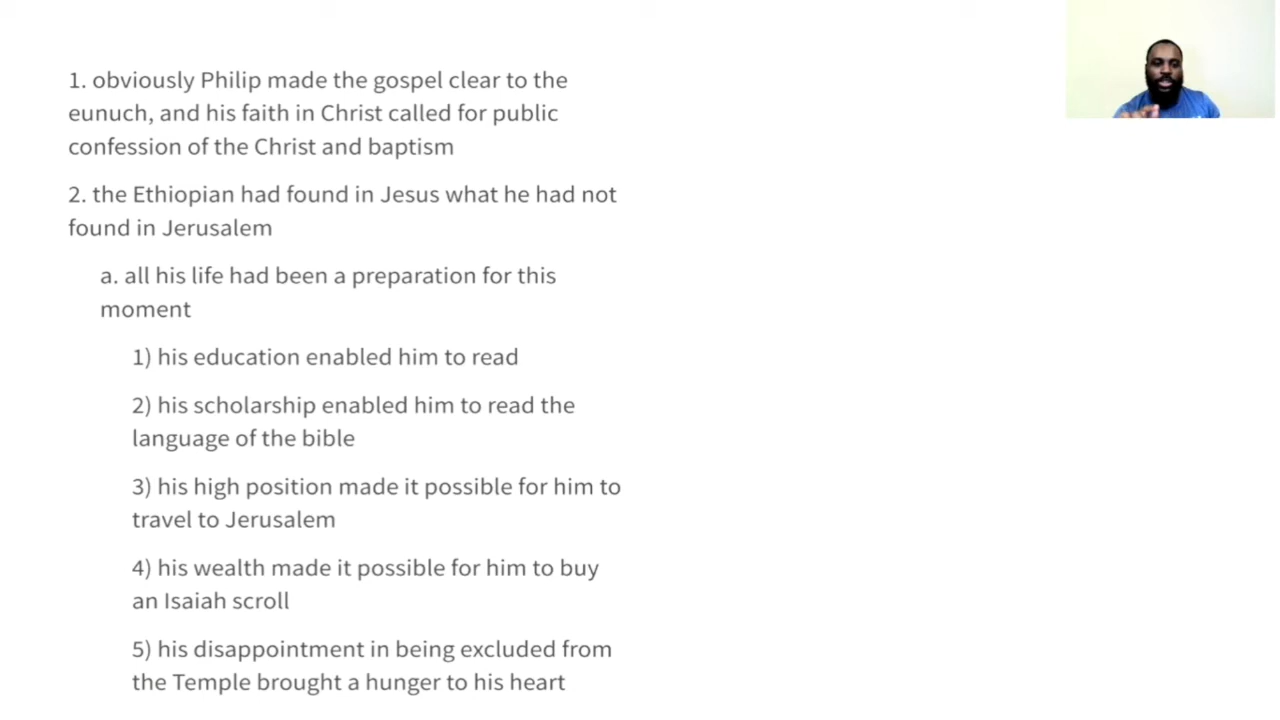 1. obviously Philip made the gospel clear to the
eunuch, and his faith in Christ called for public
confession of the Christ and baptism
2. the Ethiopian had found in Jesus what he had not
found in Jerusalem
a. all his life had been a preparation for this
moment
1) his education enabled him to read
2) his scholarship enabled him to read the
language of the bible
3) his high position made it possible for him to
travel to Jerusalem
4) his wealth made it possible for him to buy
an Isaiah scroll
5) his disappointment in being excluded from
the Temple brought a hunger to his heart